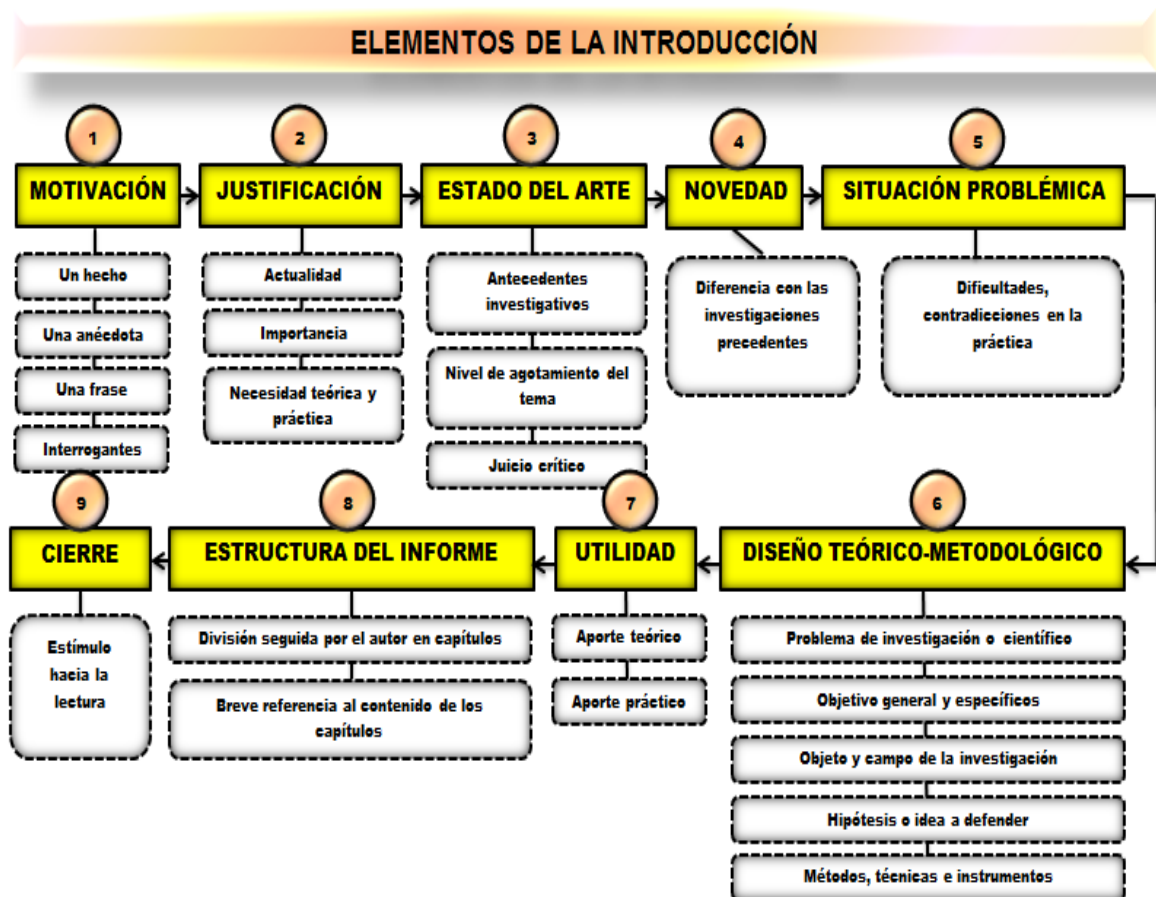 ELEMENTOS DE LA INTRODUCCIÓN
1
MOTIVACIÓN
Un hecho
Una anécdota
Una frase
Interrogantes
2
JUSTIFICACIÓN
Actualidad
Importancia
Necesidad teórica y
práctica
3
ESTADO DEL ARTE
Antecedentes
investigativos
Nivel de agotamiento del
tema
Juicio crítico
4
NOVEDAD
Diferencia con las
investigaciones
precedentes
5
SITUACIÓN PROBLÉMICA
Dificultades,
contradicciones en la
práctica
6
DISEÑO TEÓRICO-METODOLÓGICO
Problema de investigación o científico
Objetivo general y específicos
Objeto y campo de la investigación
Hipótesis o idea a defender
Métodos, técnicas e instrumentos
7
UTILIDAD
Aporte teórico
Aporte práctico
8
ESTRUCTURA DEL INFORME
División seguida por el autor en capítulos
Breve referencia al contenido de los
capítulos
9
CIERRE
Estímulo
hacia la
lectura